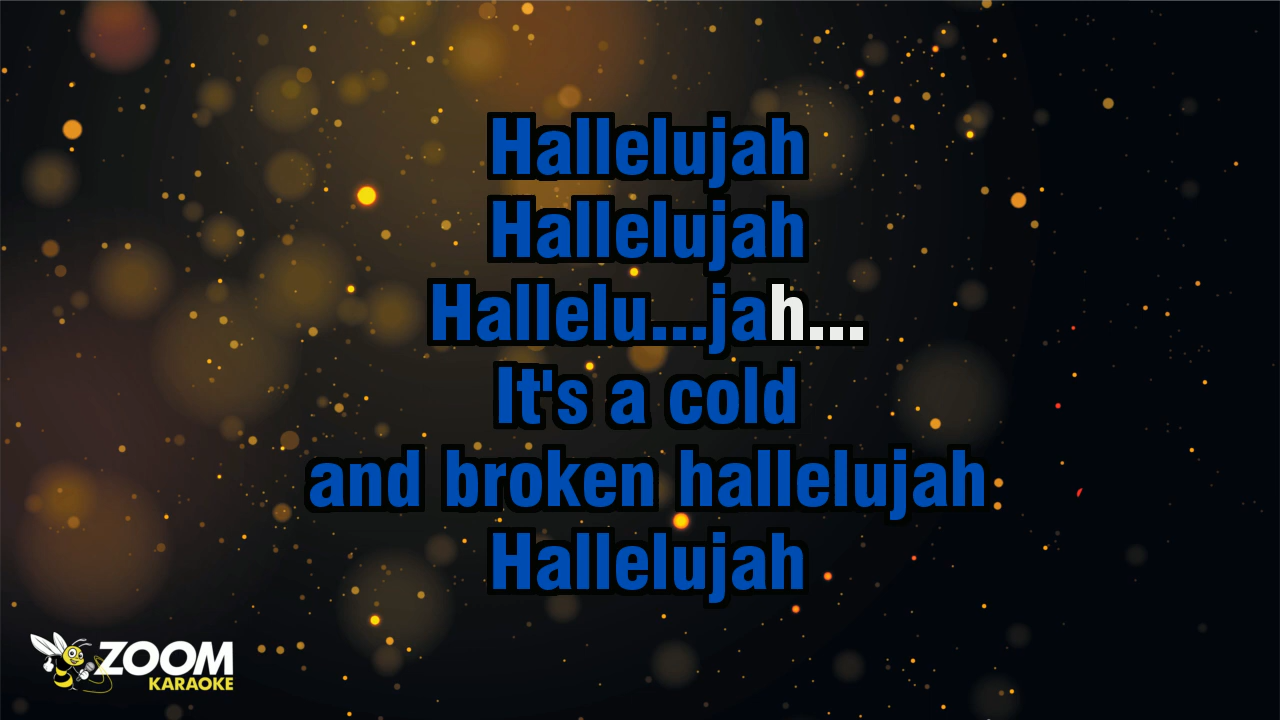 Hallelujah
Hallelujah
Hallelu...jah...
It's a cold
and broken hallelujah
Hallelujah
ZOOM
KARAOKE